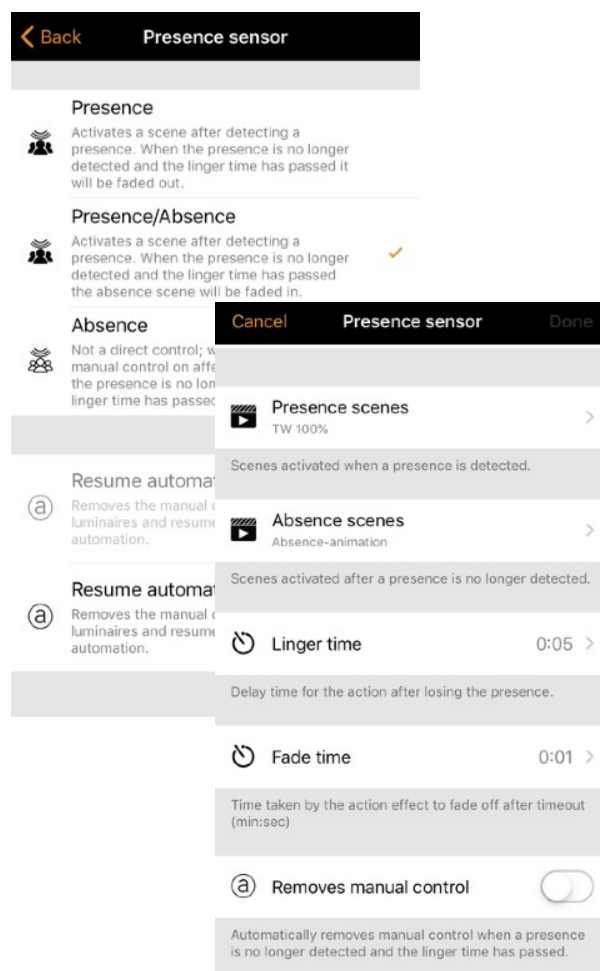 Back
Presence sensor
Presence
Activates a scene after detecting a
presence. When the presence is no longer
detected and the linger time has passed it
will be faded out.
Presence/Absence
Activates a scene after detecting a
presence. When the presence is no longer
detected and the linger time has passed
the absence scene will be faded in.
Absence
Not a direct control;
manual control on
the presence is no
linger time has passed
Resume
Removes the manual
luminaires and resume
automation.
Resume
Removes the manual
luminaires and resume
automation.
Cancel
Presence sensor
Done
Presence scenes
TW 100%
Scenes activated when a presence is detected.
Absence scenes
Absence-animation
Scenes activated after a presence is no longer detected.
Linger time
0:05
Delay time for the action after losing the presence.
Fade time
0:01
Time taken by the action effect to fade off after timeout
(min:sec)
a Removes manual control
Automatically removes manual control when a presence
is no longer detected and the linger time has passed.